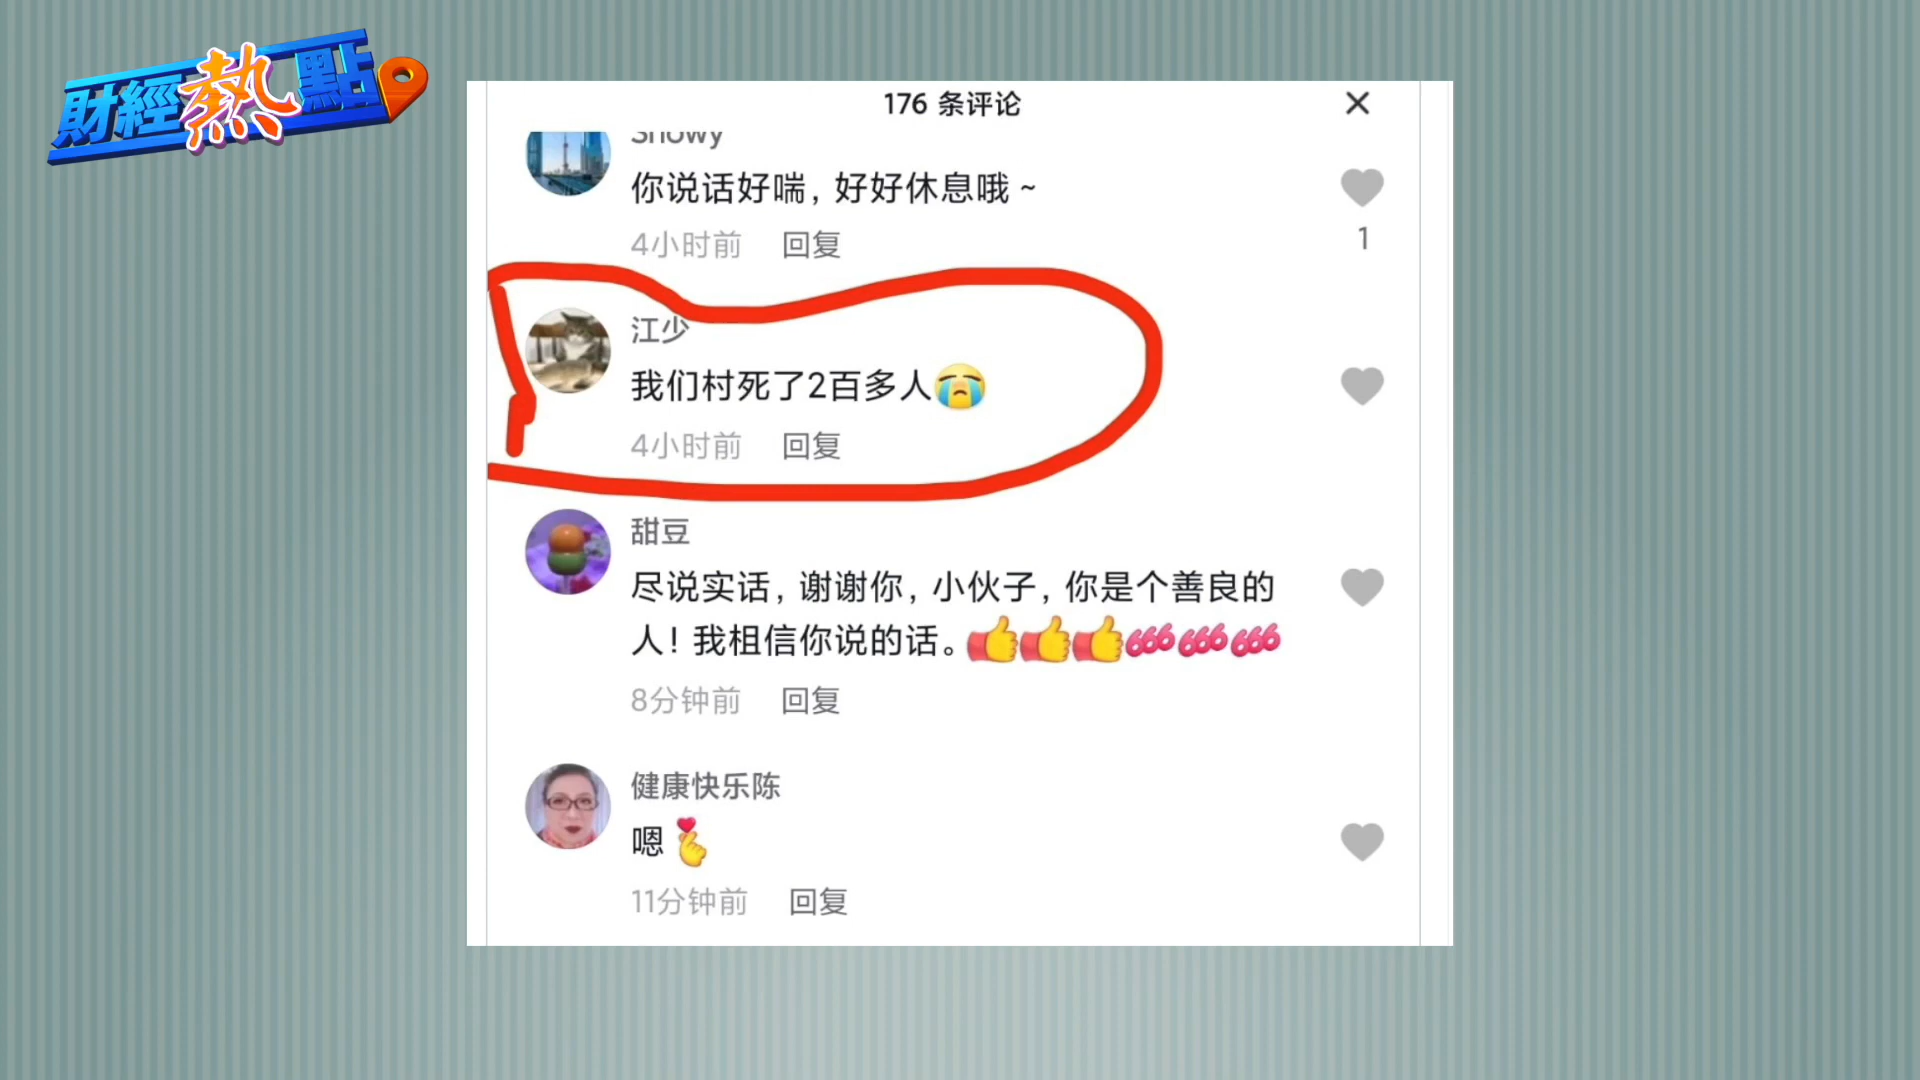 財經熱點
176 条评论
Snowy
你说话好喘，好好休息哦～
4小时前 回复
1
江少
我们村死了2百多人
4小时前 回复
甜豆
尽说实话，谢谢你，小伙子，你是个善良的
人！我租信你说的话。666 666 666
8分钟前 回复
健康快乐陈
嗯
11分钟前 回复